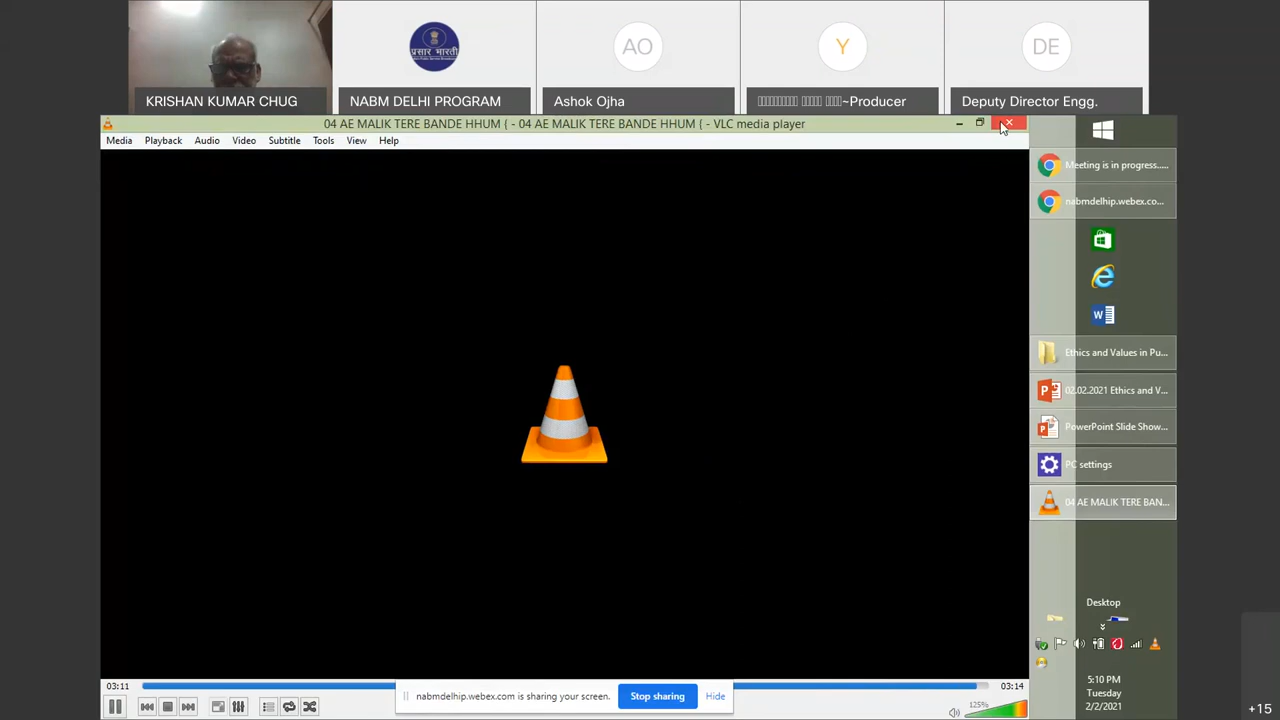 प्रसार भारती
AO
Y
DE
KRISHAN KUMAR CHUG
NABM DELHI PROGRAM
Ashok Ojha
~Producer
Deputy Director Engg.
04 AE MALIK TERE BANDE HHUM { - 04 AE MALIK TERE BANDE HHUM { - VLC media player
Media Playback Audio Video Subtitle Tools View Help
Meeting is in progress.....
nabmdelhip.webex.co...
Ethics and Values in Pu...
02.02.2021 Ethics and V...
PowerPoint Slide Show...
PC settings
04 AE MALIK TERE BAN...
Desktop
03:11
03:14
nabmdelhip.webex.com is sharing your screen.
Stop sharing
Hide
125%
5:10 PM
Tuesday
2/2/2021
+15